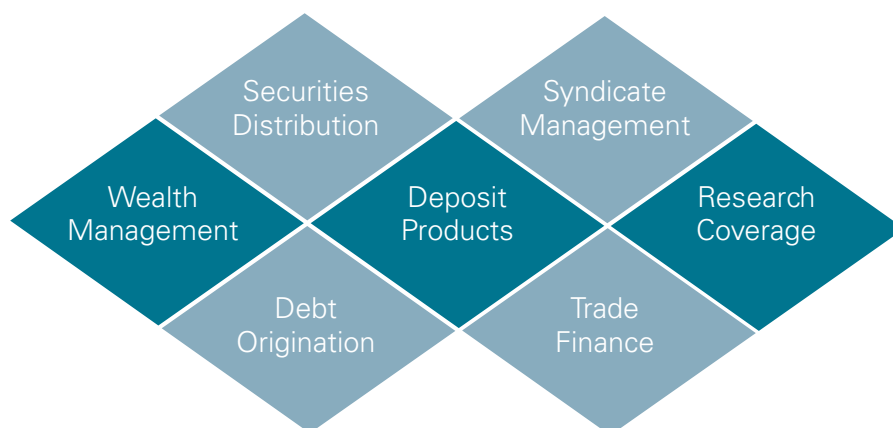 Securities
Distribution
Syndicate
Management
Wealth
Management
Deposit
Products
Research
Coverage
Debt
Origination
Trade
Finance